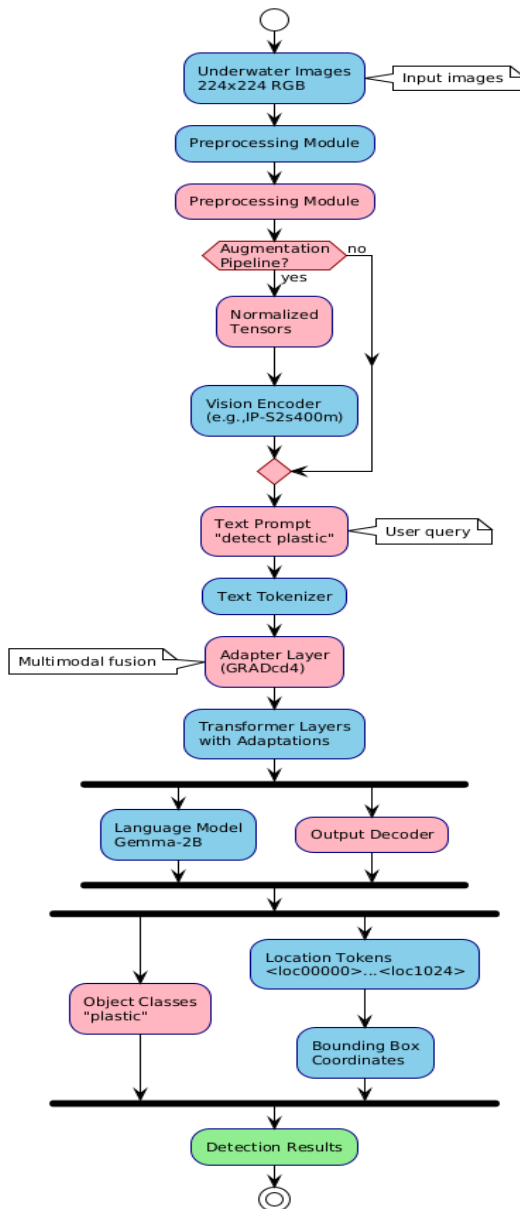 Underwater Images
224x224 RGB
Input images
Preprocessing Module
Preprocessing Module
Augmentation
Pipeline?
no
yes
Normalized
Tensors
Vision Encoder
(e.g.,IP-S2s400m)
Text Prompt
"detect plastic"
User query
Text Tokenizer
Multimodal fusion
Adapter Layer
(GRADcd4)
Transformer Layers
with Adaptations
Language Model
Gemma-2B
Output Decoder
Location Tokens
<loc00000>...<loc1024>
Object Classes
"plastic"
Bounding Box
Coordinates
Detection Results